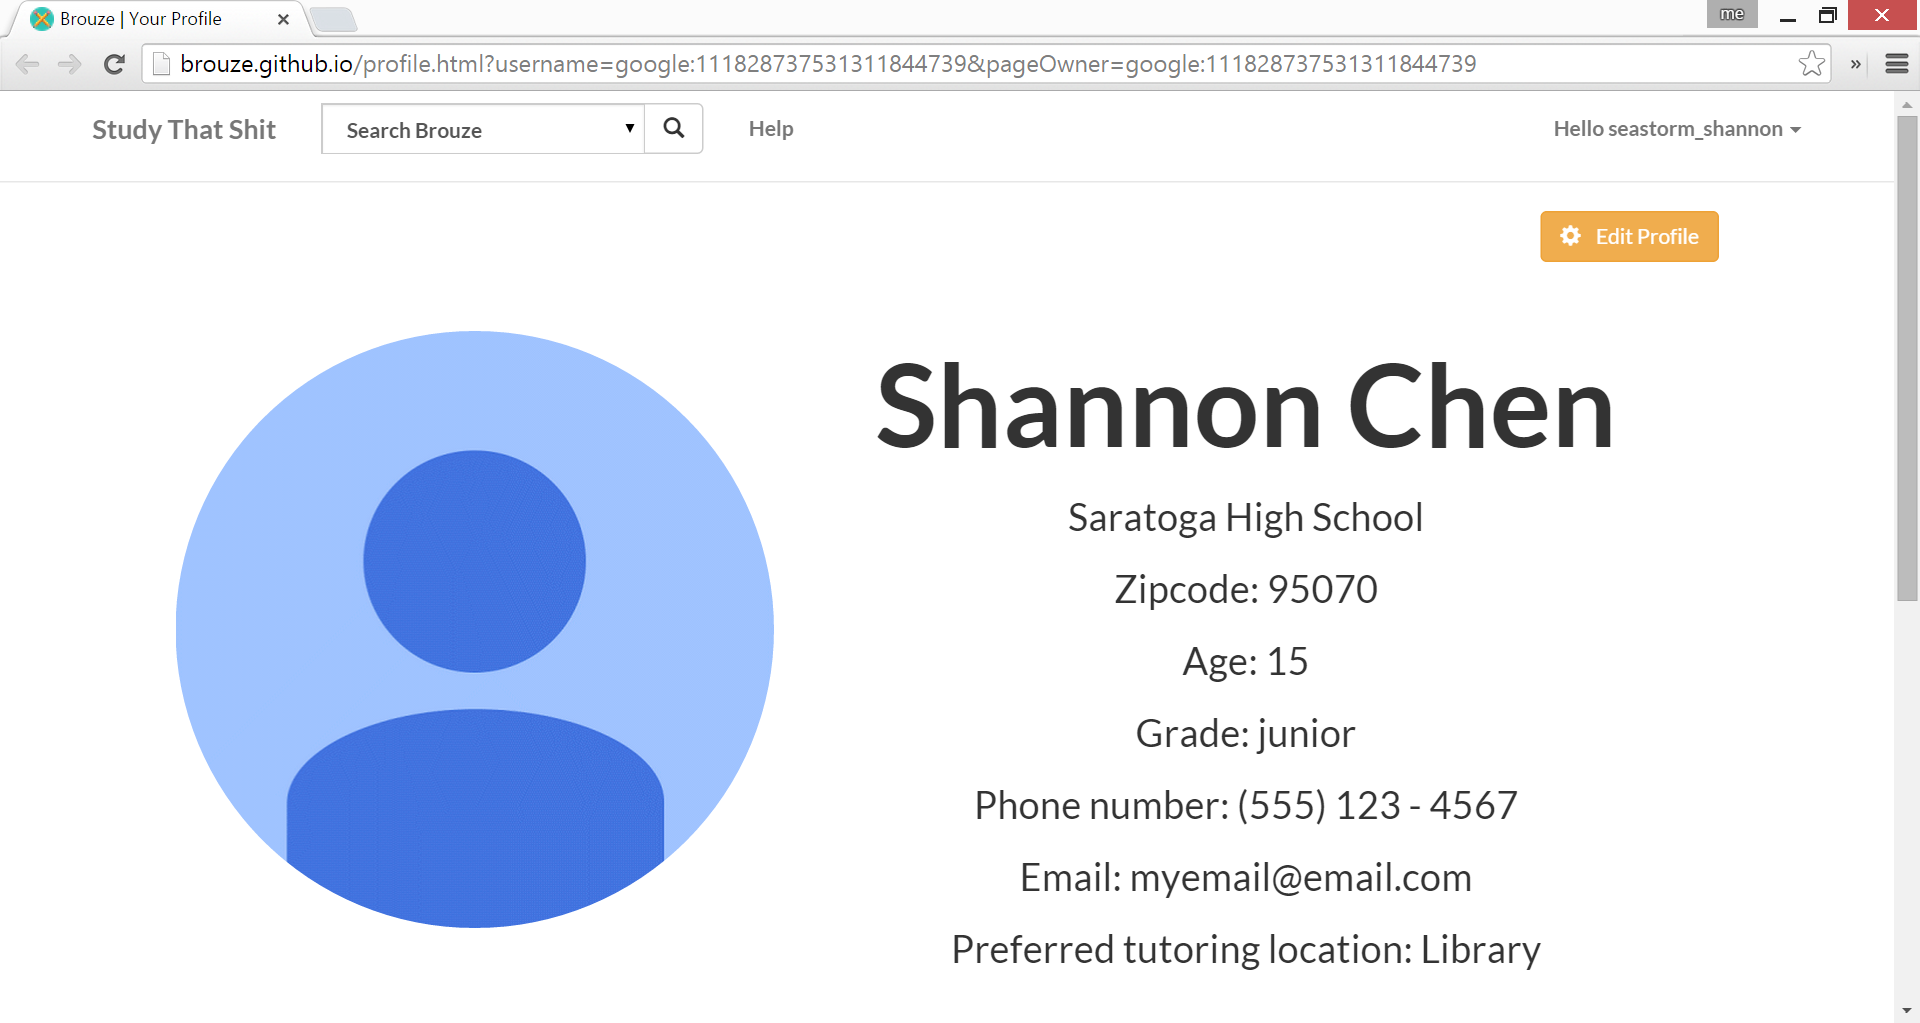 Brouze | Your Profile
me
brouze.github.io/profile.html?username=google:111828737531311844739&pageOwner=google:111828737531311844739
Study That Shit
Search Brouze
Help
Hello seastorm_shannon
Edit Profile
Shannon Chen
Saratoga High School
Zipcode: 95070
Age: 15
Grade: junior
Phone number: (555) 123 - 4567
Email: myemail@email.com
Preferred tutoring location: Library